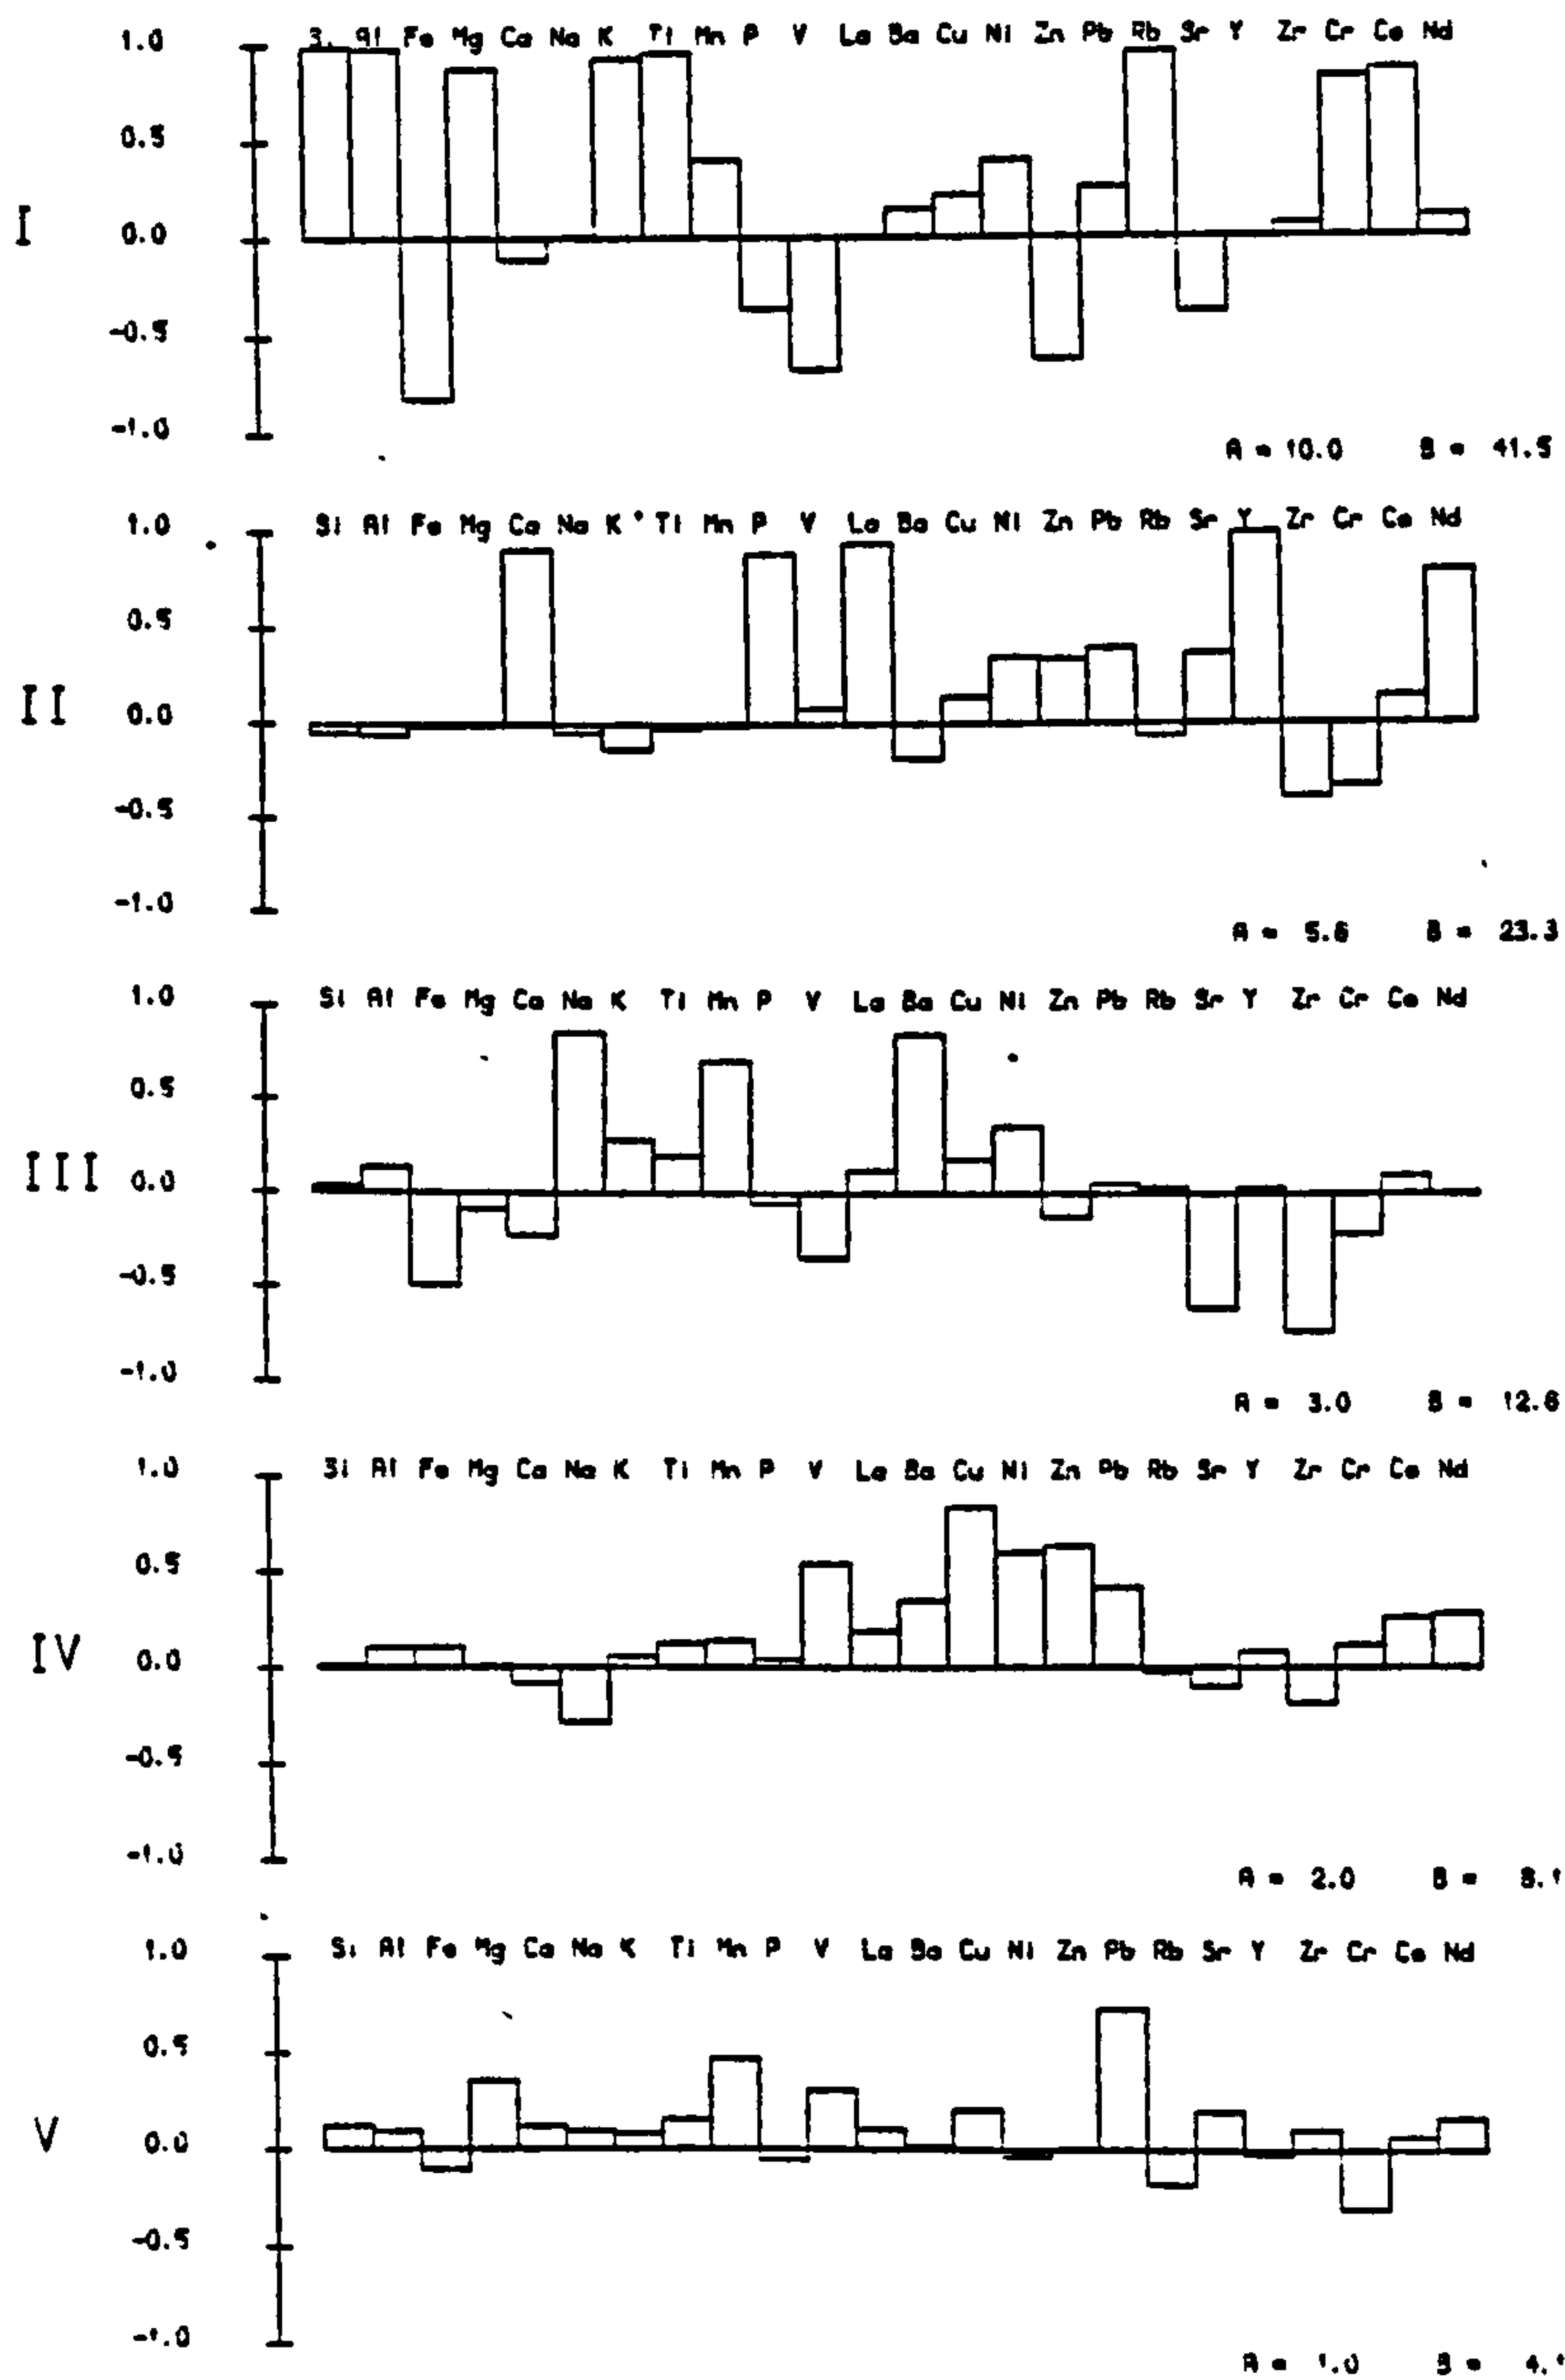 1.0 3. Al Fe Mg Ca Na K Ti Mn P V La Ba Cu Ni Zn Pb Rb Sr Y Zr Cr Ce Nd
0.5
I 0.0
-0.5
-1.0
A = 10.0 B = 41.5
1.0 Si Al Fe Mg Ca Na K Ti Mn P V La Ba Cu Ni Zn Pb Rb Sr Y Zr Cr Ce Nd
0.5
II 0.0
-0.5
-1.0
A = 5.6 B = 23.3
1.0 Si Al Fe Mg Ca Na K Ti Mn P V La Ba Cu Ni Zn Pb Rb Sr Y Zr Cr Ce Nd
0.5
III 0.0
-0.5
-1.0
A = 3.0 B = 12.6
1.0 Si Al Fe Mg Ca Na K Ti Mn P V La Ba Cu Ni Zn Pb Rb Sr Y Zr Cr Ce Nd
0.5
IV 0.0
-0.5
-1.0
A = 2.0 B = 8.1
1.0 Si Al Fe Mg Ca Na K Ti Mn P V La Ba Cu Ni Zn Pb Rb Sr Y Zr Cr Ce Nd
0.5
V 0.0
-0.5
-1.0
A = 1.0 B = 4.1